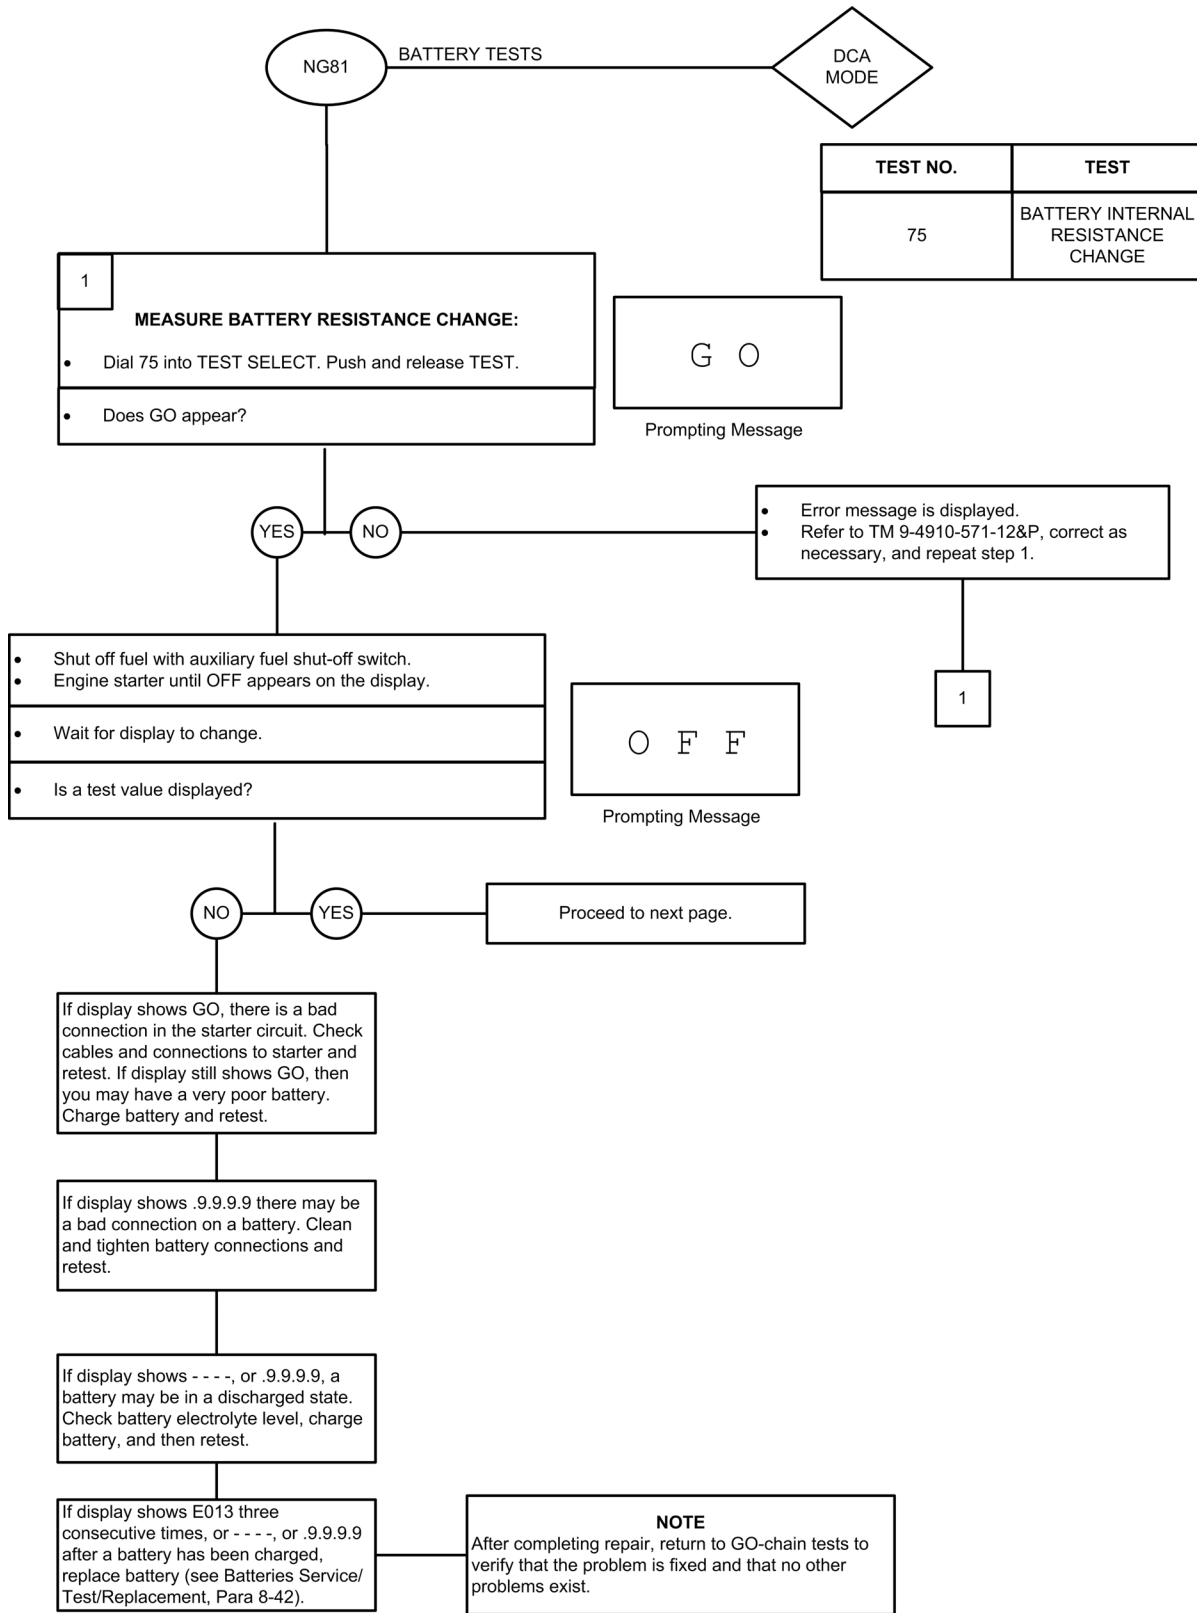 NG81
BATTERY TESTS
DCA
MODE
TEST NO.
TEST
75
BATTERY INTERNAL
RESISTANCE
CHANGE
1
MEASURE BATTERY RESISTANCE CHANGE:
• Dial 75 into TEST SELECT. Push and release TEST.
• Does GO appear?
G O
Prompting Message
YES
NO
• Error message is displayed.
• Refer to TM 9-4910-571-12&P, correct as
necessary, and repeat step 1.
1
• Shut off fuel with auxiliary fuel shut-off switch.
• Engine starter until OFF appears on the display.
• Wait for display to change.
• Is a test value displayed?
O F F
Prompting Message
NO
YES
Proceed to next page.
If display shows GO, there is a bad
connection in the starter circuit. Check
cables and connections to starter and
retest. If display still shows GO, then
you may have a very poor battery.
Charge battery and retest.
If display shows .9.9.9.9 there may be
a bad connection on a battery. Clean
and tighten battery connections and
retest.
If display shows - - - -, or .9.9.9.9, a
battery may be in a discharged state.
Check battery electrolyte level, charge
battery, and then retest.
If display shows E013 three
consecutive times, or - - - -, or .9.9.9.9
after a battery has been charged,
replace battery (see Batteries Service/
Test/Replacement, Para 8-42).
NOTE
After completing repair, return to GO-chain tests to
verify that the problem is fixed and that no other
problems exist.